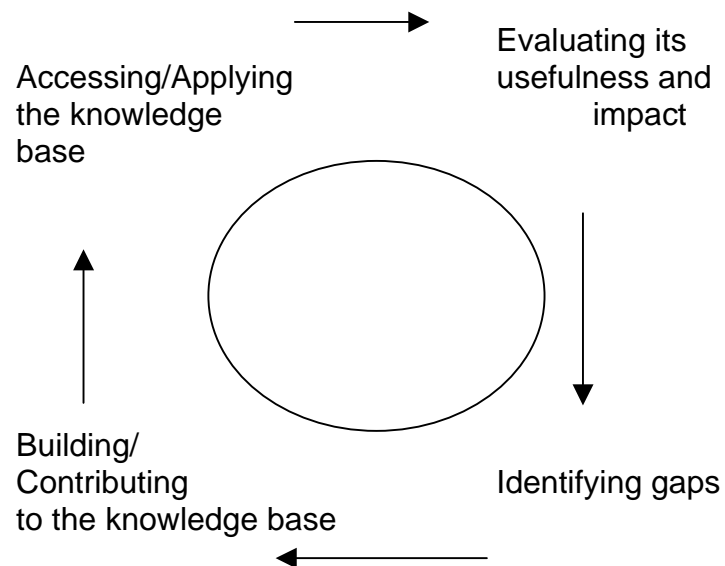 Accessing/Applying
the knowledge
base
Evaluating its
usefulness and
impact
Identifying gaps
Building/
Contributing
to the knowledge base